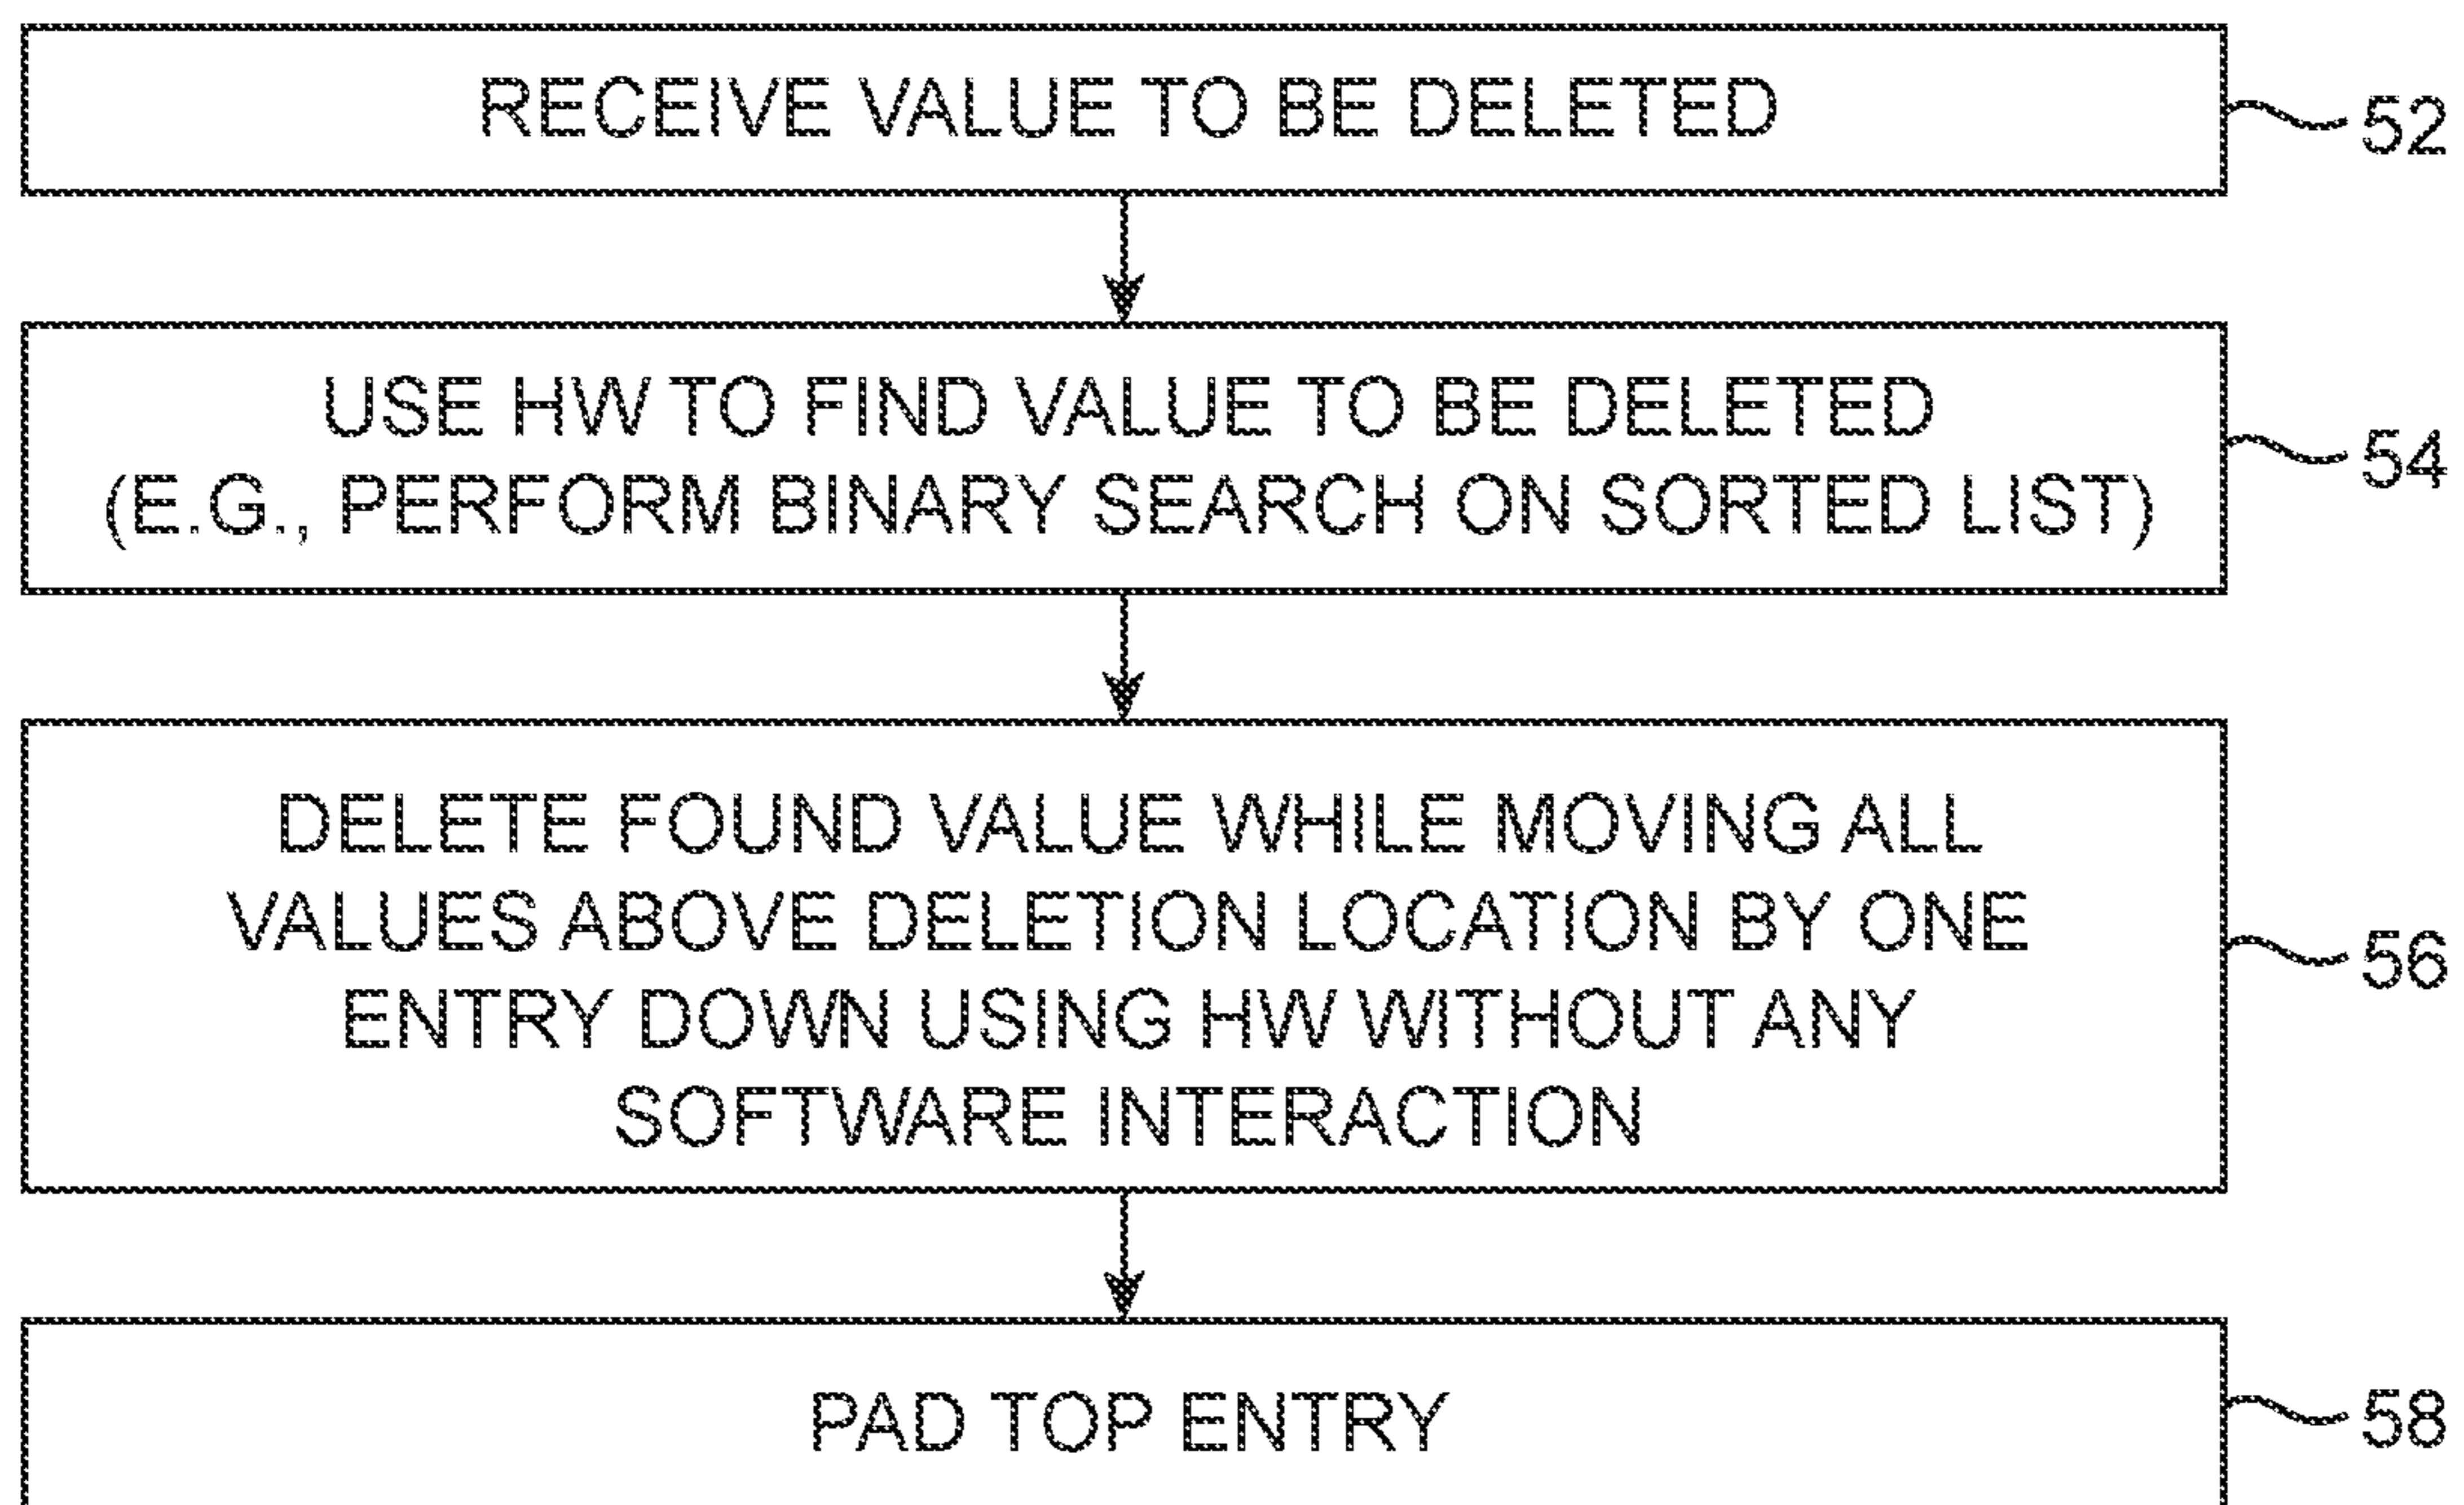 RECEIVE VALUE TO BE DELETED
52
USE HW TO FIND VALUE TO BE DELETED
(E.G., PERFORM BINARY SEARCH ON SORTED LIST)
54
DELETE FOUND VALUE WHILE MOVING ALL
VALUES ABOVE DELETION LOCATION BY ONE
ENTRY DOWN USING HW WITHOUT ANY
SOFTWARE INTERACTION
56
PAD TOP ENTRY
58